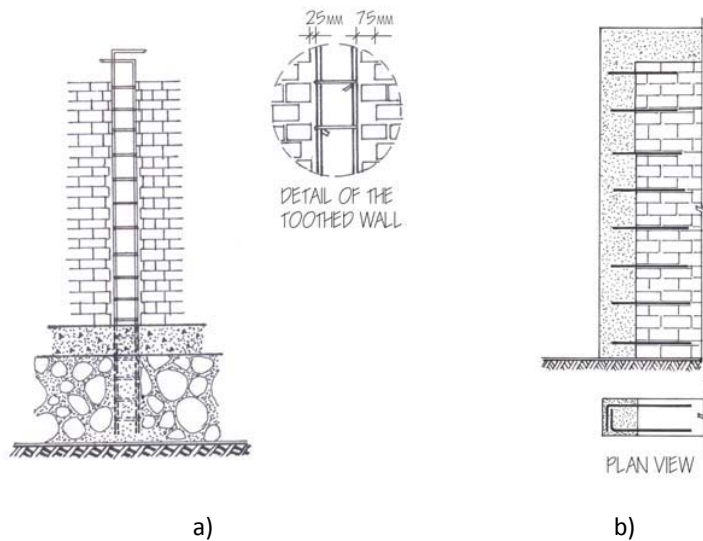 25MM 75MM
DETAIL OF THE
TOOTHED WALL
PLAN VIEW
a) b)